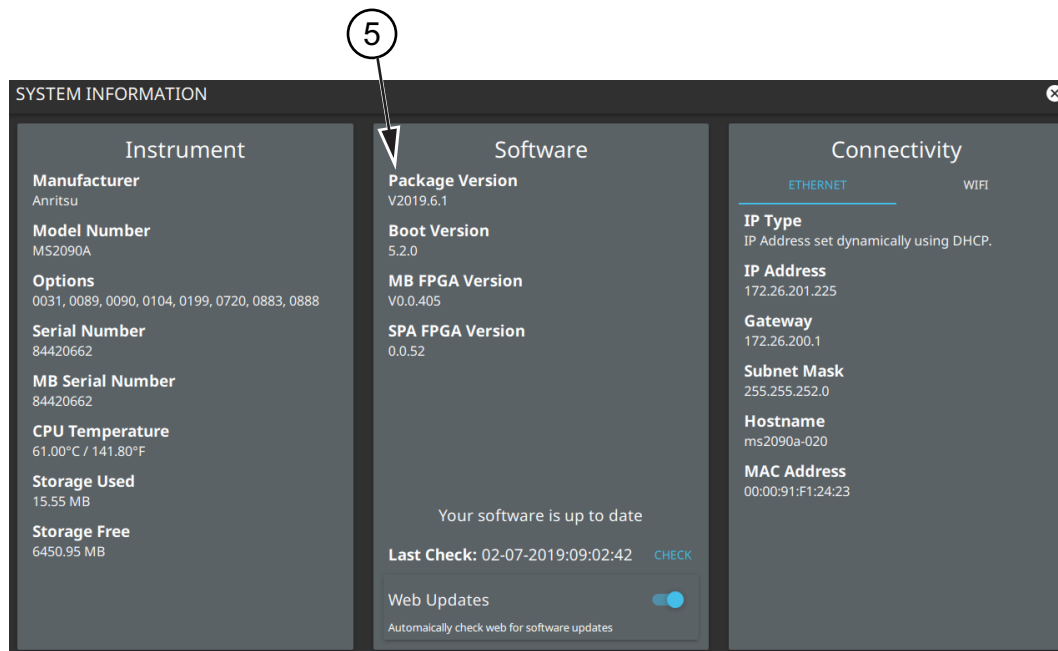 5
SYSTEM INFORMATION
Instrument
Manufacturer
Anritsu
Model Number
MS2090A
Options
0031, 0089, 0090, 0104, 0199, 0720, 0883, 0888
Serial Number
84420662
MB Serial Number
84420662
CPU Temperature
61.00°C / 141.80°F
Storage Used
15.55 MB
Storage Free
6450.95 MB
Software
Package Version
V2019.6.1
Boot Version
5.2.0
MB FPGA Version
V0.0.405
SPA FPGA Version
0.0.52
Your software is up to date
Last Check: 02-07-2019:09:02:42 CHECK
Web Updates
Automaically check web for software updates
Connectivity
ETHERNET WIFI
IP Type
IP Address set dynamically using DHCP.
IP Address
172.26.201.225
Gateway
172.26.200.1
Subnet Mask
255.255.252.0
Hostname
ms2090a-020
MAC Address
00:00:91:F1:24:23